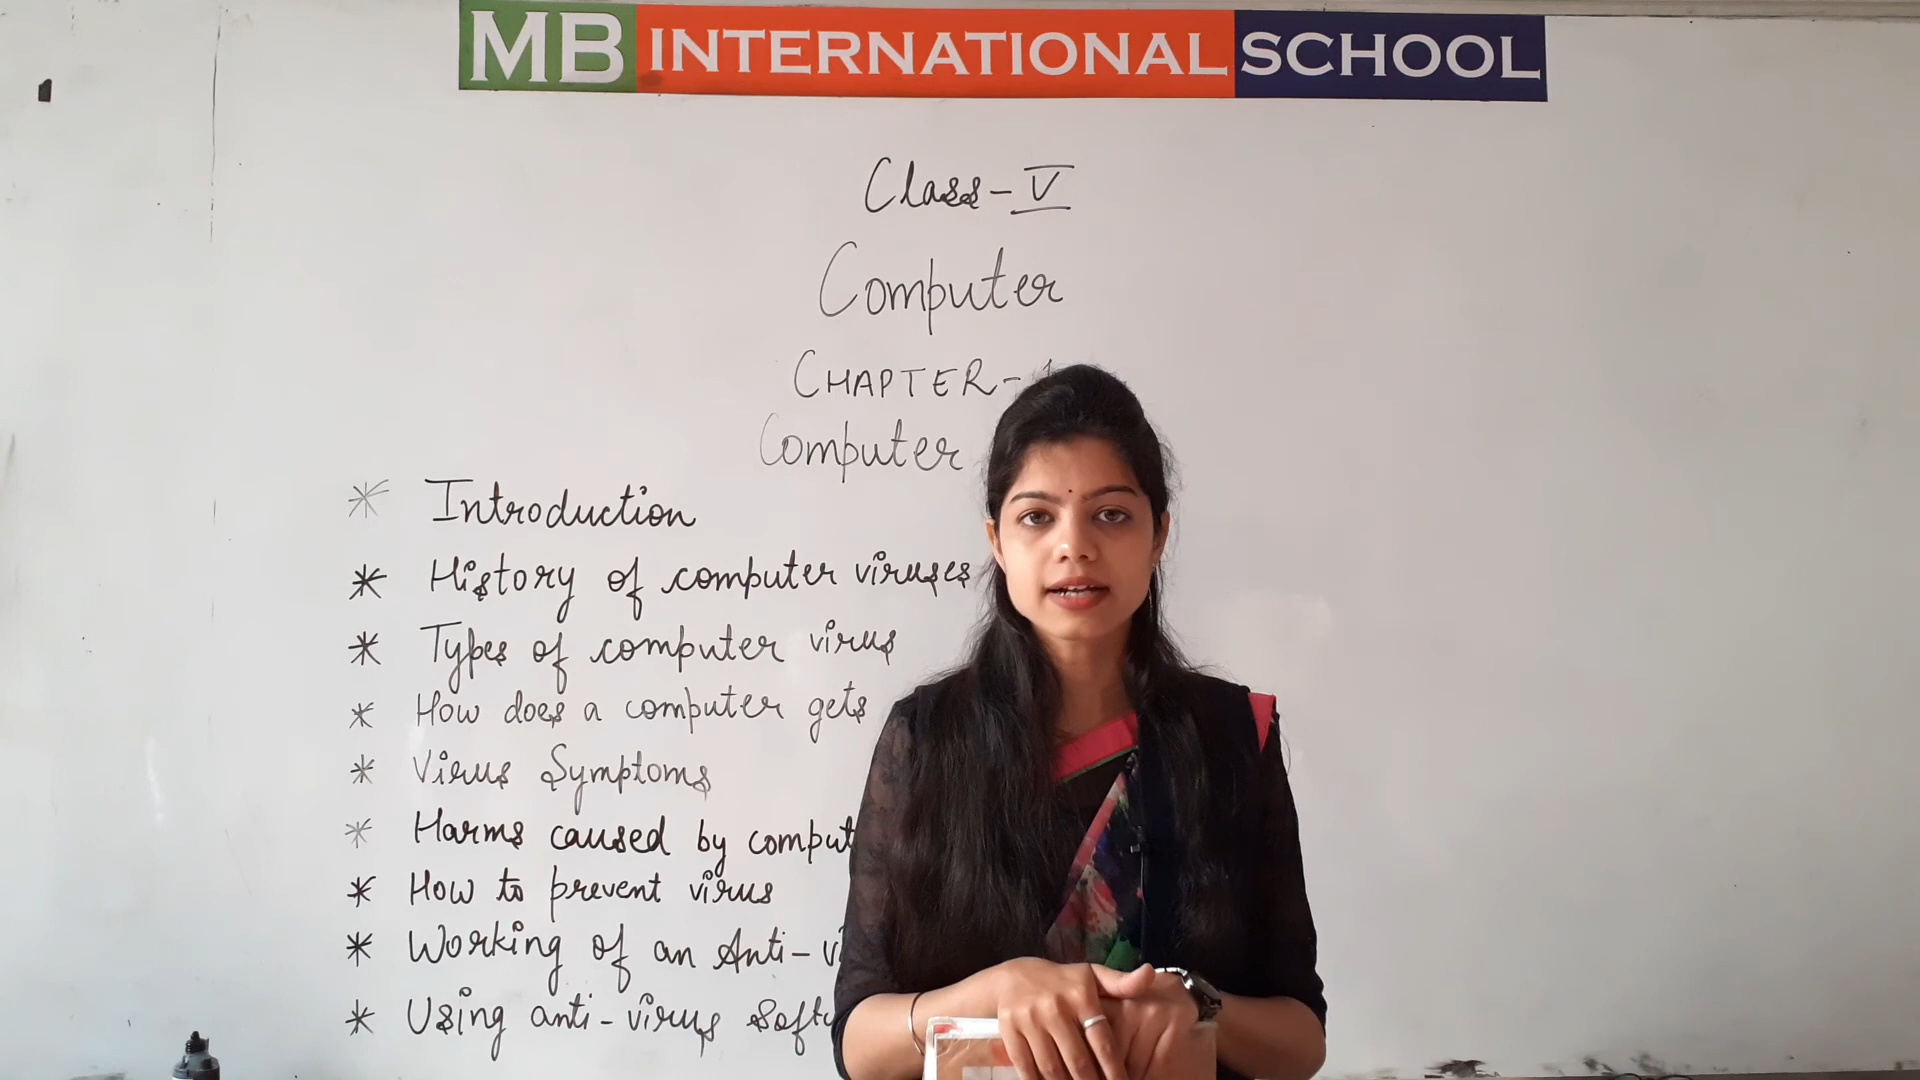 MB INTERNATIONAL SCHOOL
Class - V
Computer
CHAPTER -
Computer
* Introduction
* History of computer viruses
* Types of computer virus
* How does a computer gets
* Virus Symptoms
* Harms caused by
* How to prevent virus
* Working of an Anti-
* Using anti-virus